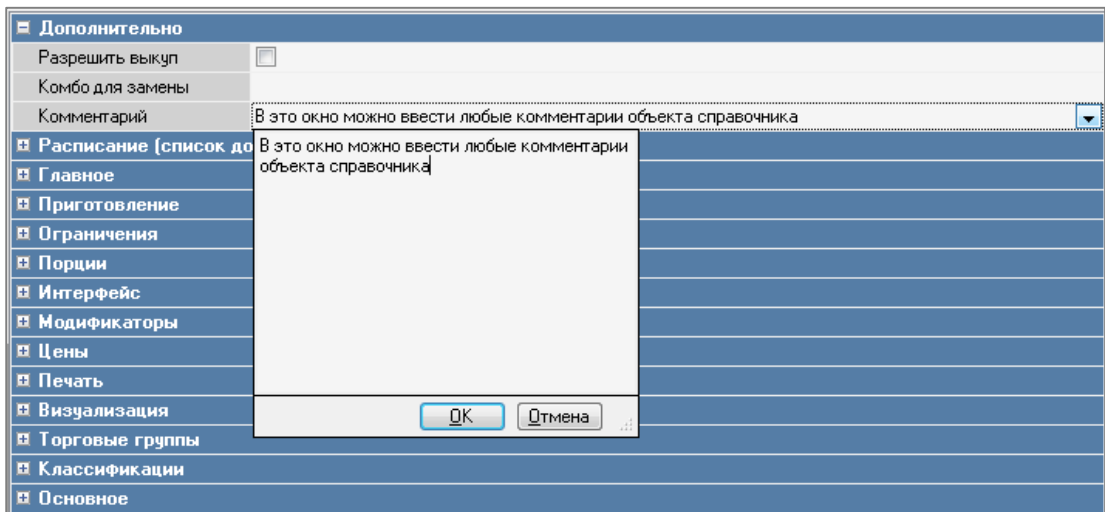 Дополнительно
Разрешить выкуп
Комбо для замены
Комментарий В это окно можно ввести любые комментарии объекта справочника
Расписание (список до
В это окно можно ввести любые комментарии
объекта справочника
Главное
Приготовление
Ограничения
Порции
Интерфейс
Модификаторы
Цены
Печать
Визуализация
OK Отмена
Торговые группы
Классификации
Основное